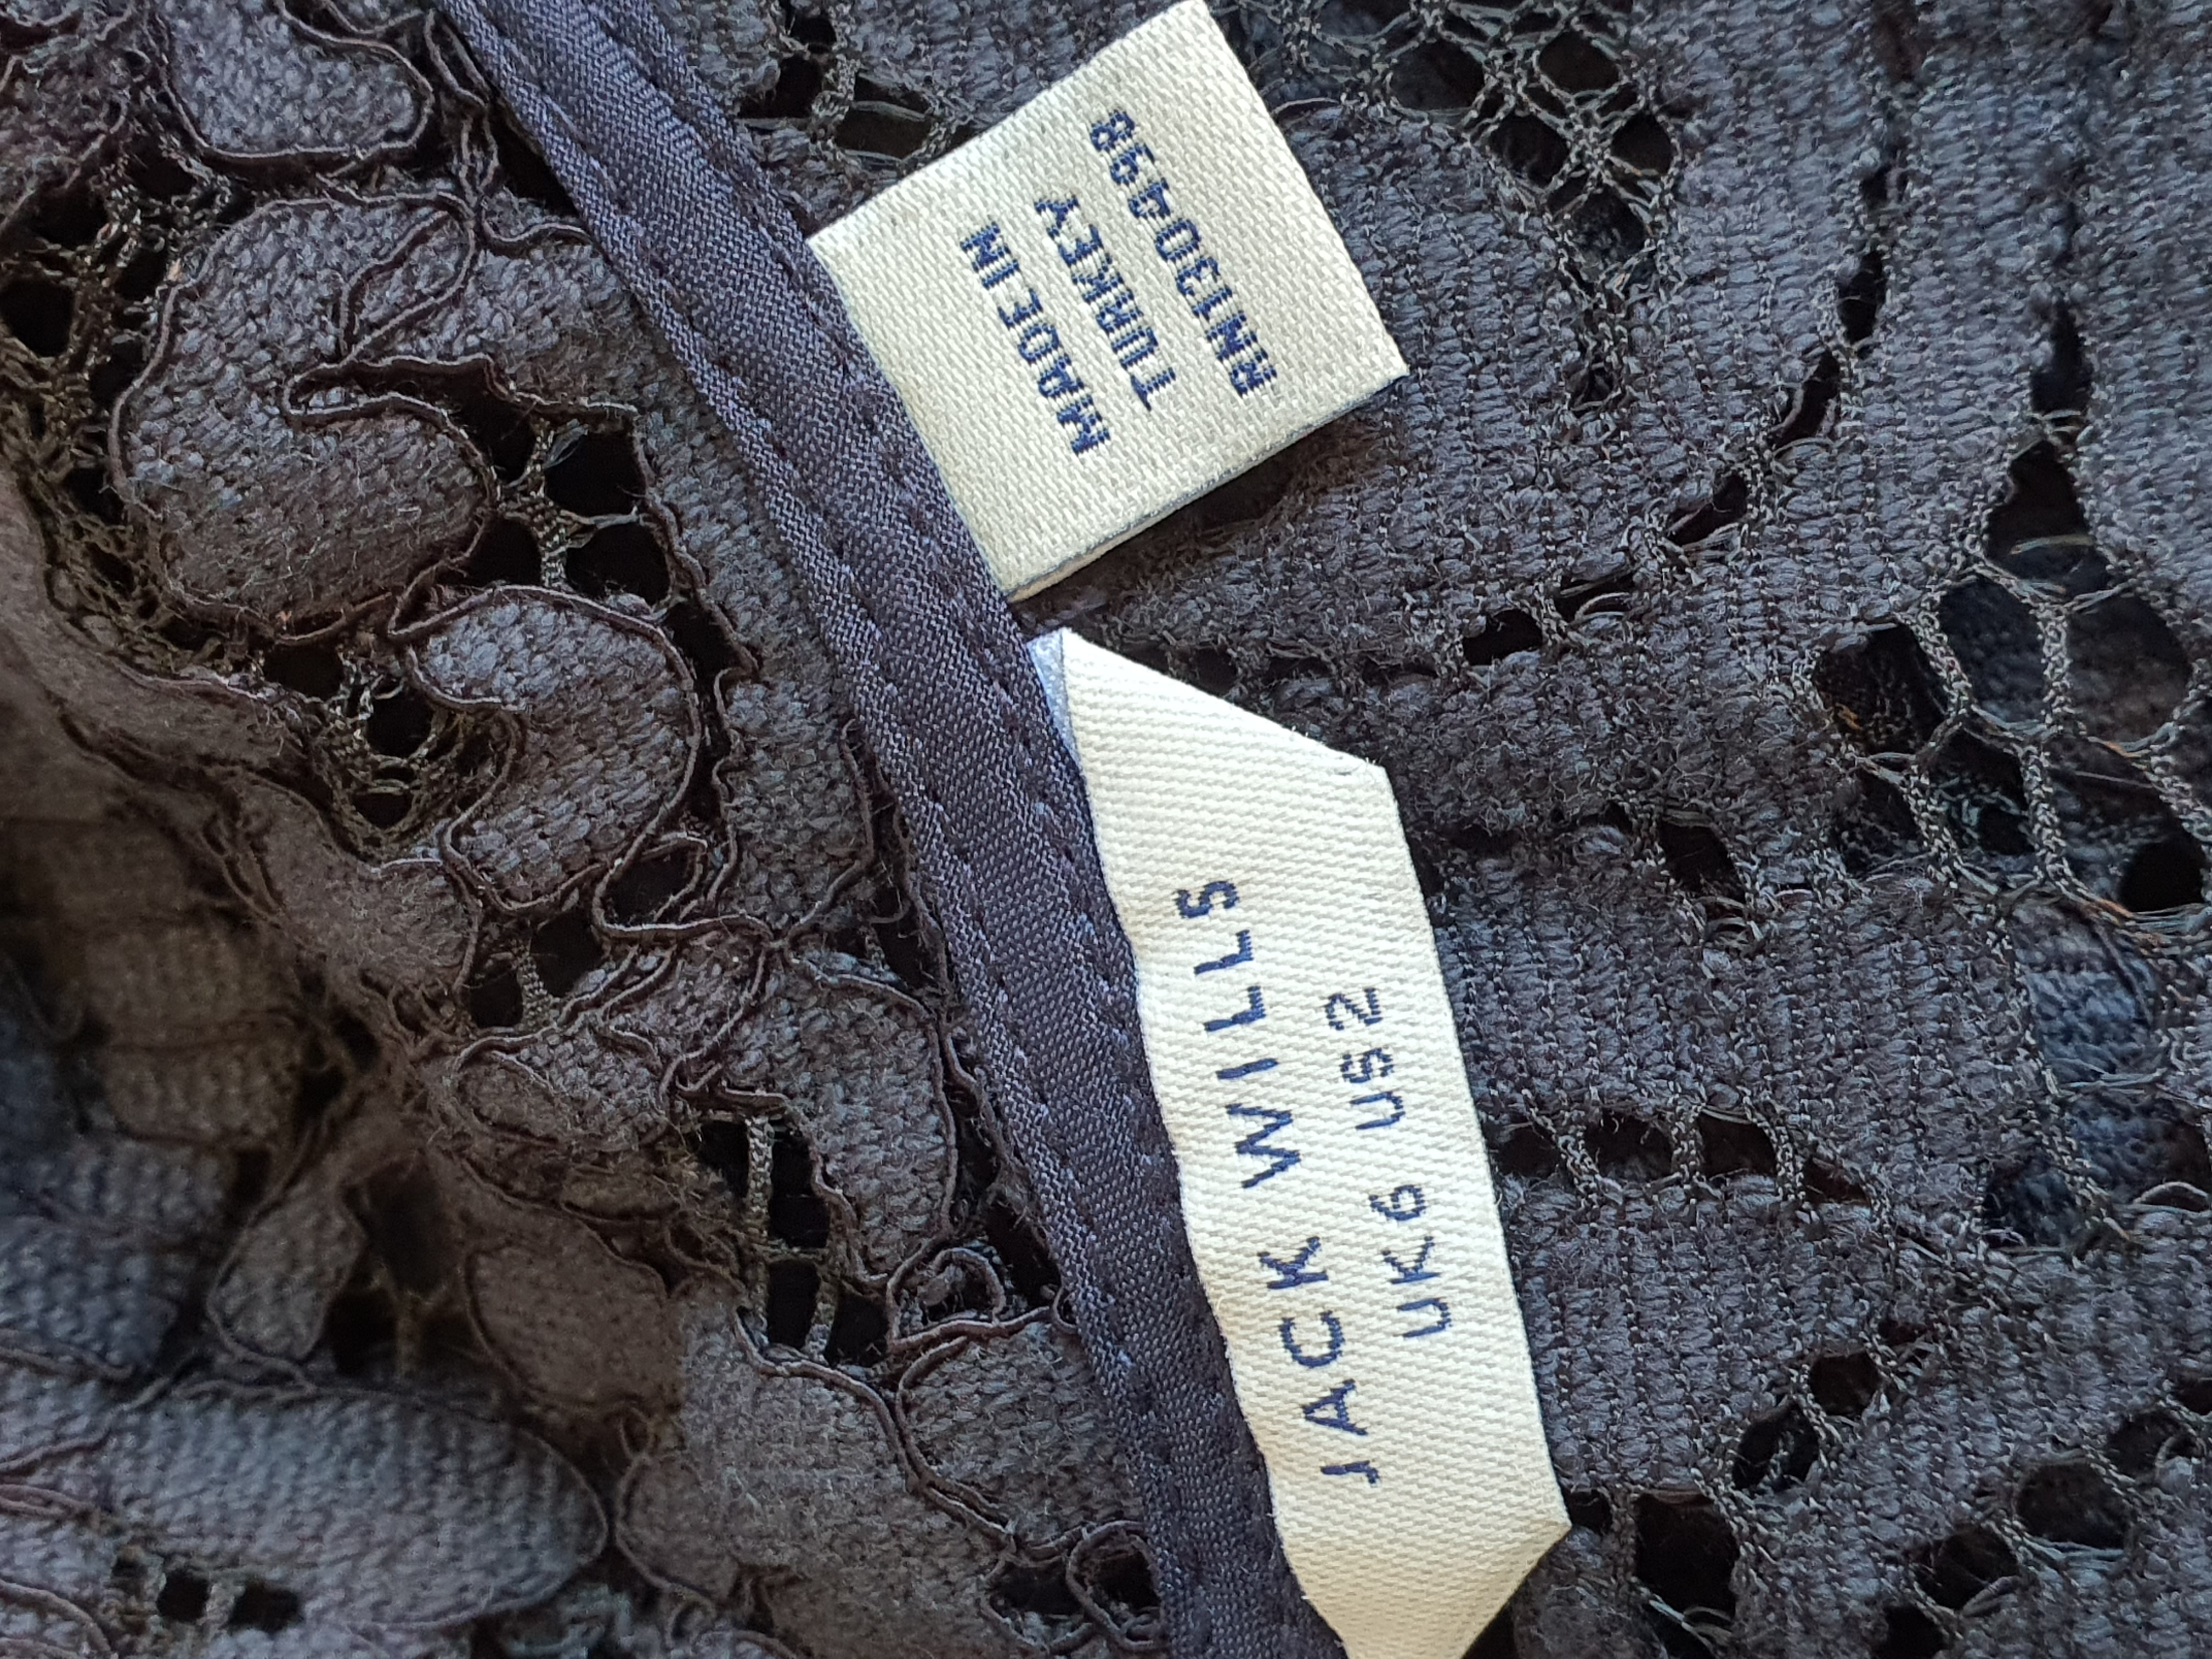 MADE IN
TURKEY
RN130498
JACK WILLS
UK6 US2